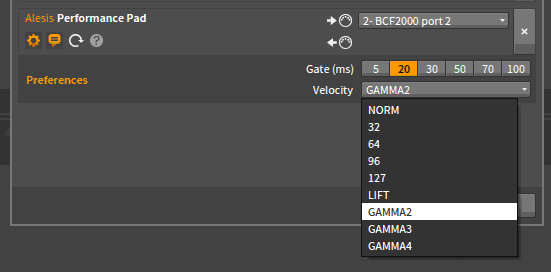 Alesis Performance Pad
2- BCF2000 port 2
×
?
Preferences
Gate (ms) 5 20 30 50 70 100
Velocity GAMMA2
NORM
32
64
96
127
LIFT
GAMMA2
GAMMA3
GAMMA4